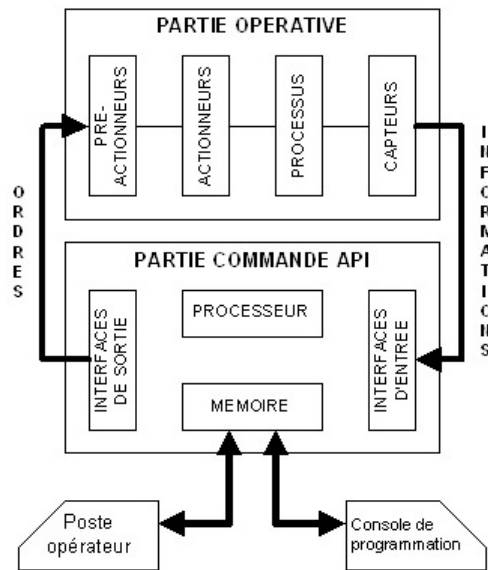 PARTIE OPERATIVE
PRE-
ACTIONNEURS
ACTIONNEURS
PROCESSUS
CAPTEURS
ORDRES
INFORMATIONS
PARTIE COMMANDE API
INTERFACES
DE SORTIE
PROCESSEUR
MEMOIRE
INTERFACES
D'ENTREE
Poste
opérateur
Console de
programmation